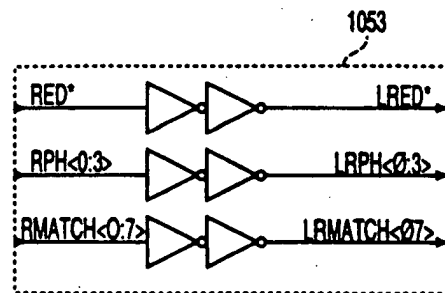 1053
RED* LRED*
RPH<0:3> LRPH<Ø:3>
RMATCH<0:7> LRMATCH<Ø7>